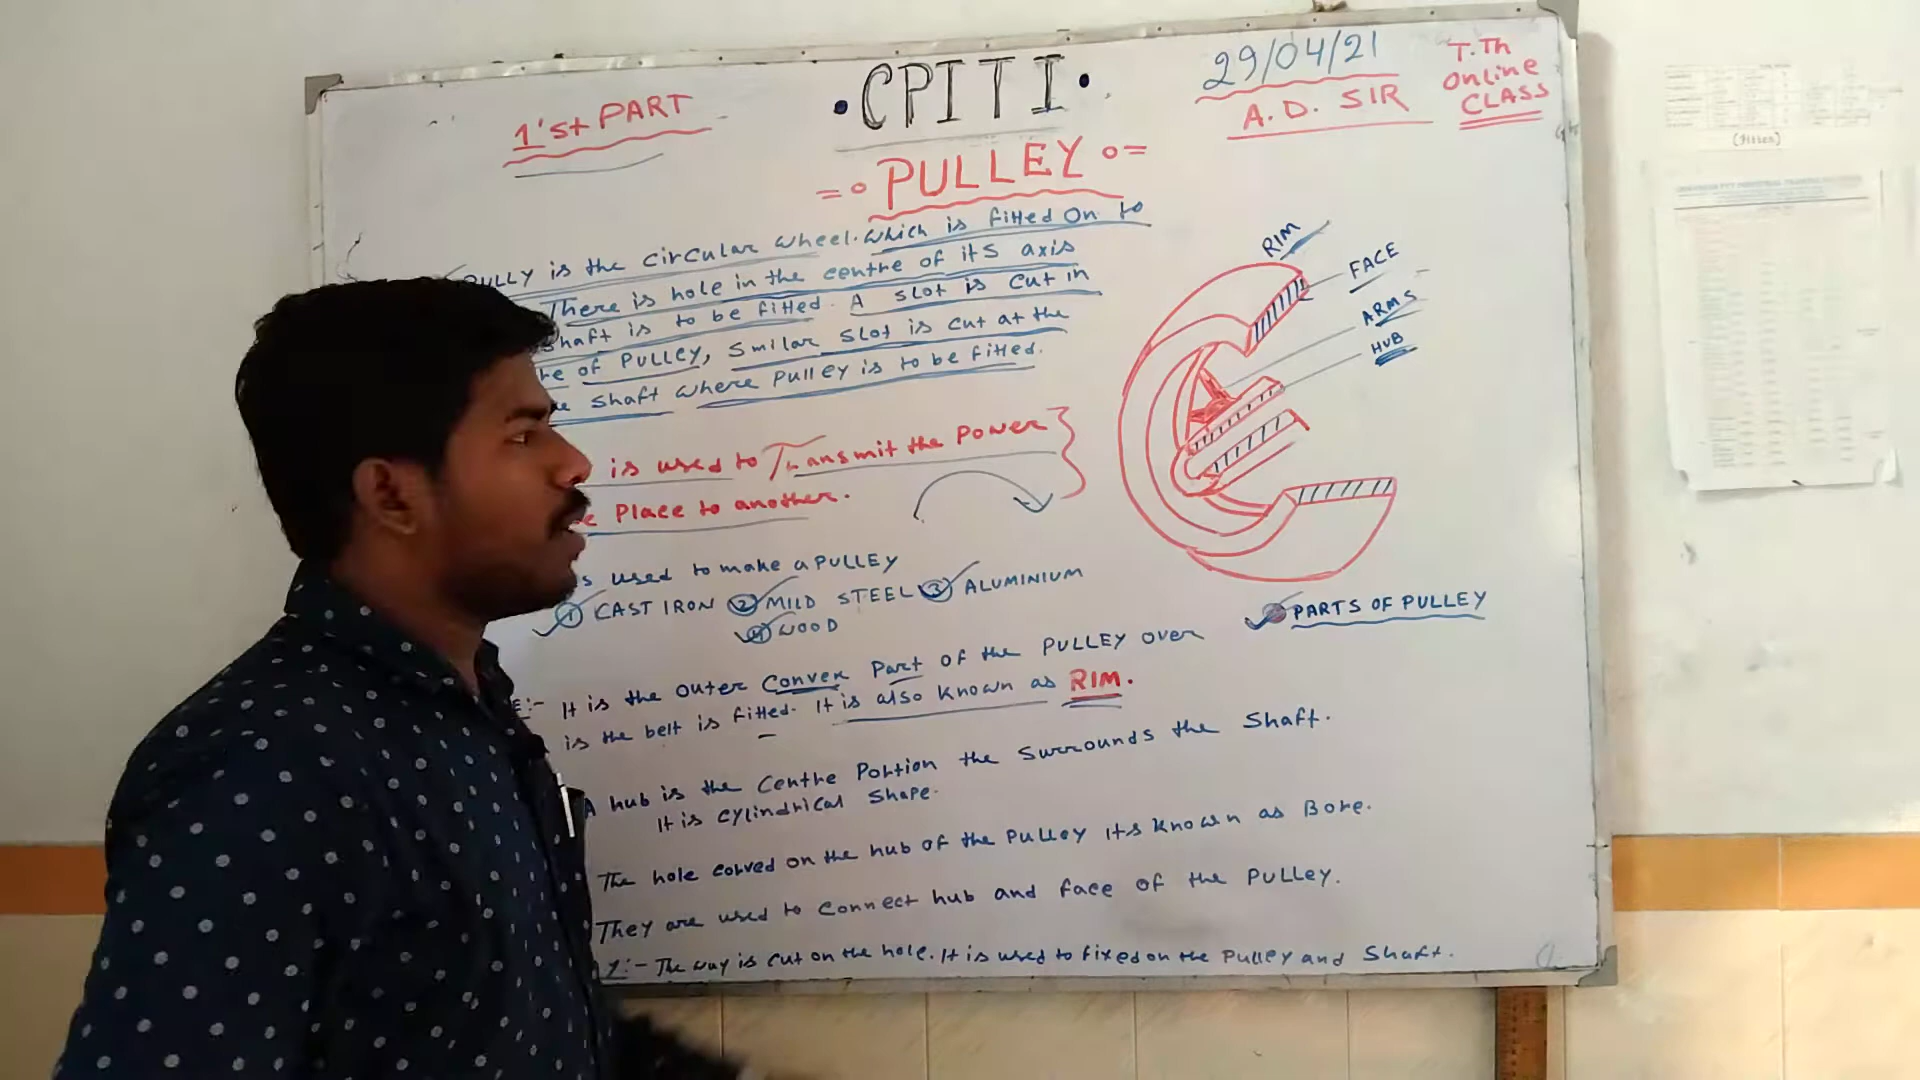 1'st PART
CPITI
29/04/21
A.D. SIR
T.Th
Online
CLASS
PULLEY
PULLY is the circular wheel. which is fitted on to
There is hole in the centre of its axis
shaft is to be fitted. A slot is cut in
re of PULLEY, Smilar slot is cut at the
shaft where Pulley is to be fitted.
is used to Transmit the Power
Place to another.
used to make a PULLEY
① CAST IRON ② MILD STEEL ③ ALUMINIUM
④ WOOD
RIM
FACE
ARMS
HUB
PARTS OF PULLEY
E:- It is the outer Convex Part of the PULLEY over
is the belt is fitted. It is also known as RIM.
A hub is the Centre Portion the Surrounds the Shaft.
It is cylindrical Shape.
The hole corved on the hub of the Pulley its known as Bore.
They are used to connect hub and face of the PULLEY.
y:- The way is cut on the hole. It is used to fixed on the Pulley and Shaft.
(fitter)